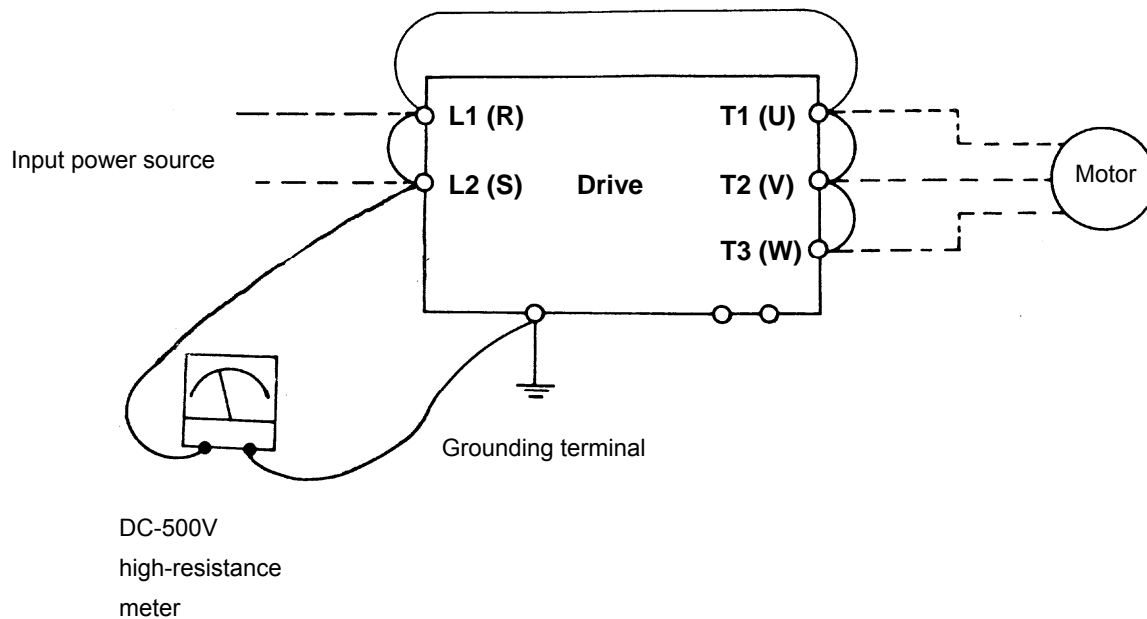 L1 (R)
T1 (U)
Input power source
L2 (S)
Drive
T2 (V)
Motor
T3 (W)
Grounding terminal
DC-500V
high-resistance
meter